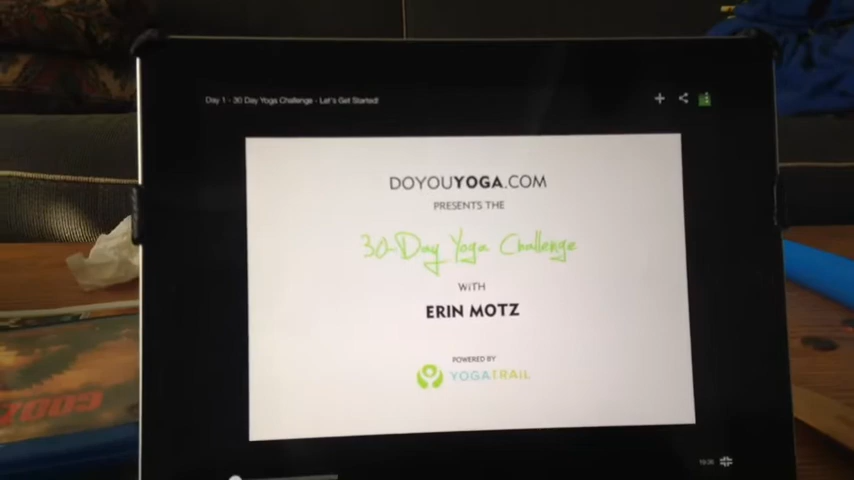 Day 1 - 30 Day Yoga Challenge - Let's Get Started!
DOYOUYOGA.COM
PRESENTS THE
30-Day Yoga Challenge
WiTH
ERIN MOTZ
POWERED BY
YOGATRAIL